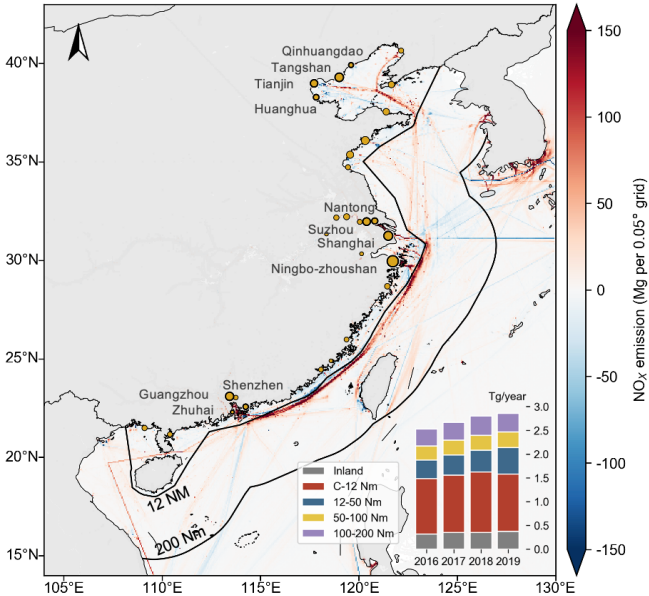 40°N
35°N
30°N
25°N
20°N
15°N
105°E
110°E
115°E
120°E
125°E
130°E
Qinhuangdao
Tangshan
Tianjin
Huanghua
Nantong
Suzhou
Shanghai
Ningbo-zhoushan
Shenzhen
Guangzhou
Zhuhai
12 NM
200 Nm
Inland
C-12 Nm
12-50 Nm
50-100 Nm
100-200 Nm
Tg/year
3.0
2.5
2.0
1.5
1.0
0.5
0.0
2016 2017 2018 2019
150
100
50
0
-50
-100
-150
NOX emission (Mg per 0.05° grid)